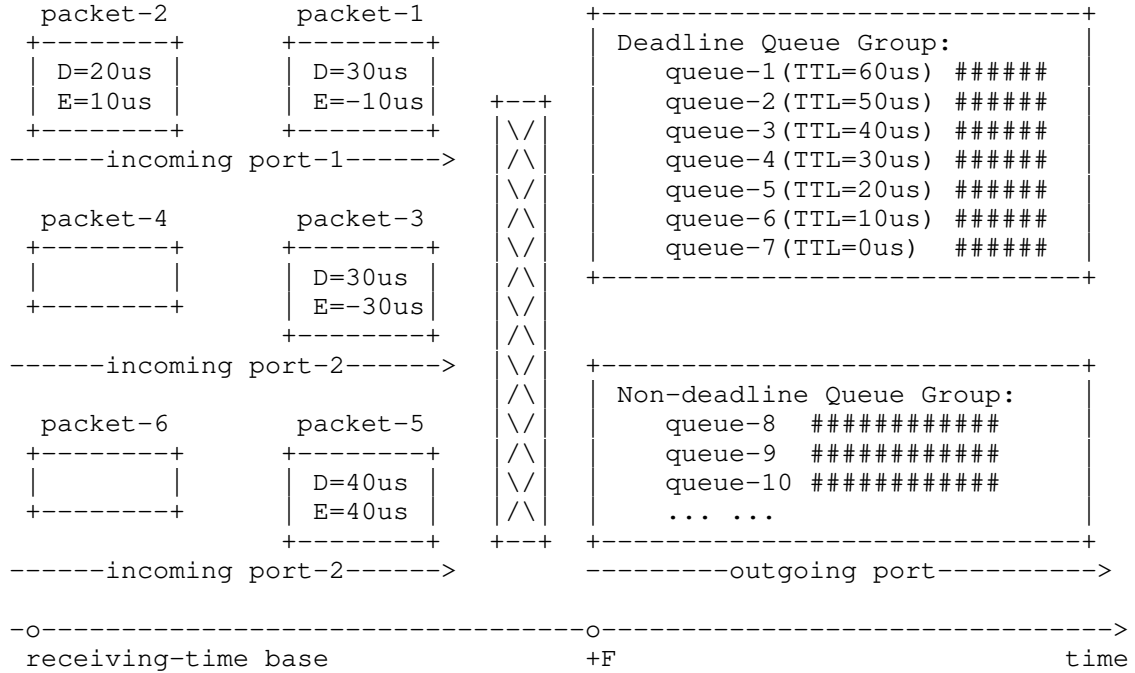 packet-2 packet-1
D=20us D=30us Deadline Queue Group:
E=10us E=-10us queue-1(TTL=60us) ######
queue-2(TTL=50us) ######
queue-3(TTL=40us) ######
------incoming port-1------> queue-4(TTL=30us) ######
queue-5(TTL=20us) ######
packet-4 packet-3 queue-6(TTL=10us) ######
queue-7(TTL=0us) ######
D=30us
E=-30us
------incoming port-2------>
Non-deadline Queue Group:
packet-6 packet-5 queue-8 ############
queue-9 ############
D=40us queue-10 ############
E=40us ... ...
------incoming port-2------> ---------outgoing port---------->
-o----------------------------------o-------------------------------->
receiving-time base +F time